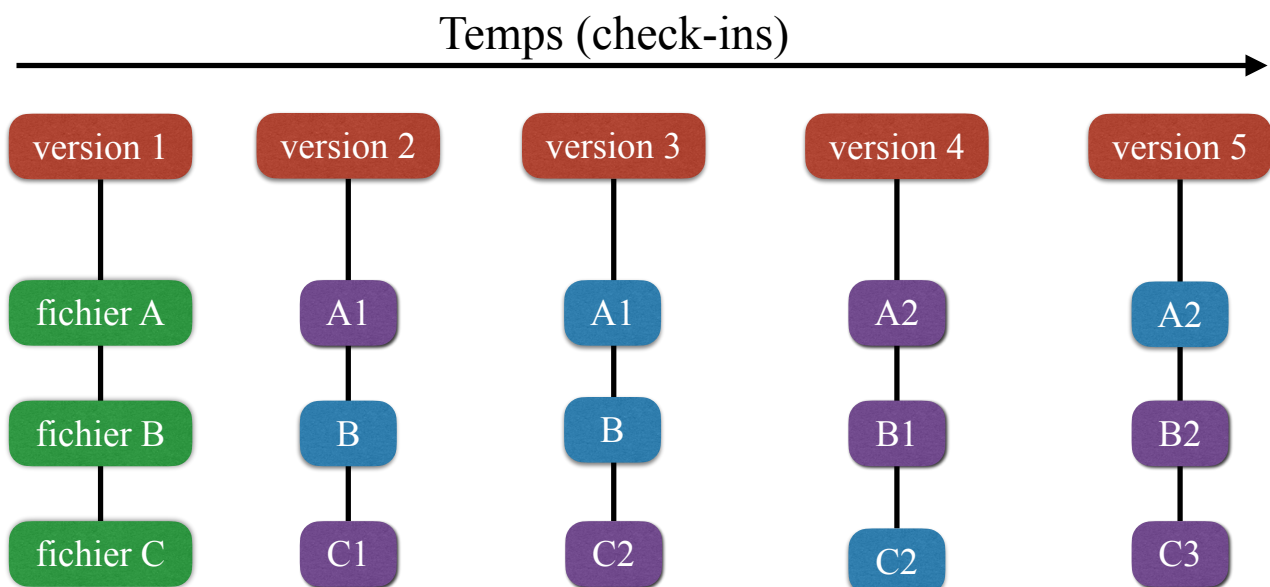 Temps (check-ins)
version 1 version 2 version 3 version 4 version 5
fichier A A1 A1 A2 A2
fichier B B B B1 B2
fichier C C1 C2 C2 C3